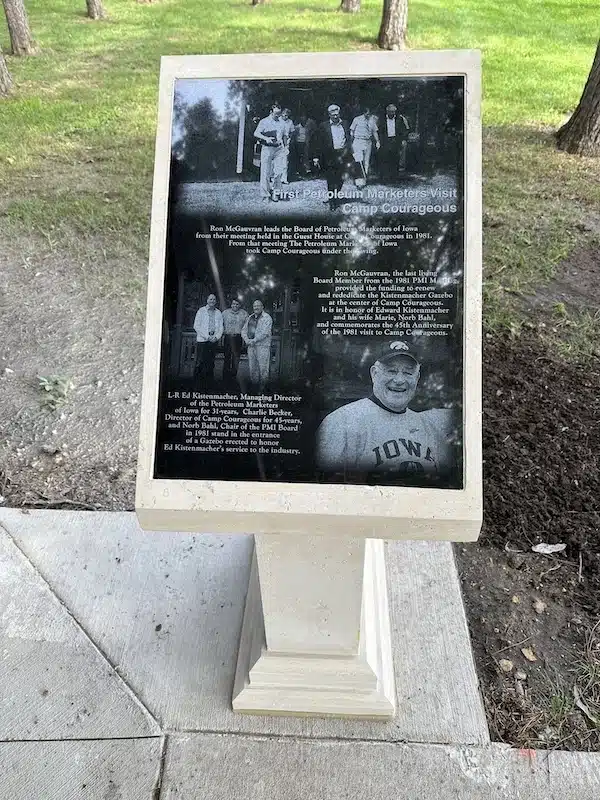 First Petroleum Marketers Visit
Camp Courageous
Ron McGauvran leads the Board of Petroleum Marketers of Iowa
from their meeting held in the Guest House at Camp Courageous in 1981.
From that meeting The Petroleum Marketers of Iowa
took Camp Courageous under their wing.
Ron McGauvran, the last living
Board Member from the 1981 PMI
provided the funding to renew
and rededicate the Kistenmacher Gazebo
at the center of Camp Courageous.
It is in honor of Edward Kistenmacher
and his wife Marie, Norb Bahl,
and commemorates the 45th Anniversary
of the 1981 visit to Camp Courageous.
L-R Ed Kistenmacher, Managing Director
of the Petroleum Marketers
of Iowa for 31-years, Charlie Becker,
Director of Camp Courageous for 45-years,
and Norb Bahl, Chair of the PMI Board
in 1981 stand in the entrance
of a Gazebo erected to honor
Ed Kistenmacher's service to the industry.
IOWA